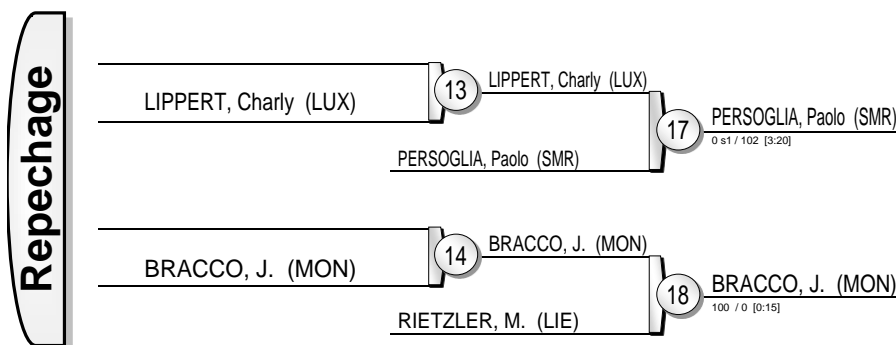 Repechage
LIPPERT, Charly (LUX)
13
LIPPERT, Charly (LUX)
PERSOGLIA, Paolo (SMR)
17
PERSOGLIA, Paolo (SMR)
0 s1 / 102 [3:20]
BRACCO, J. (MON)
14
BRACCO, J. (MON)
RIETZLER, M. (LIE)
18
BRACCO, J. (MON)
100 / 0 [0:15]